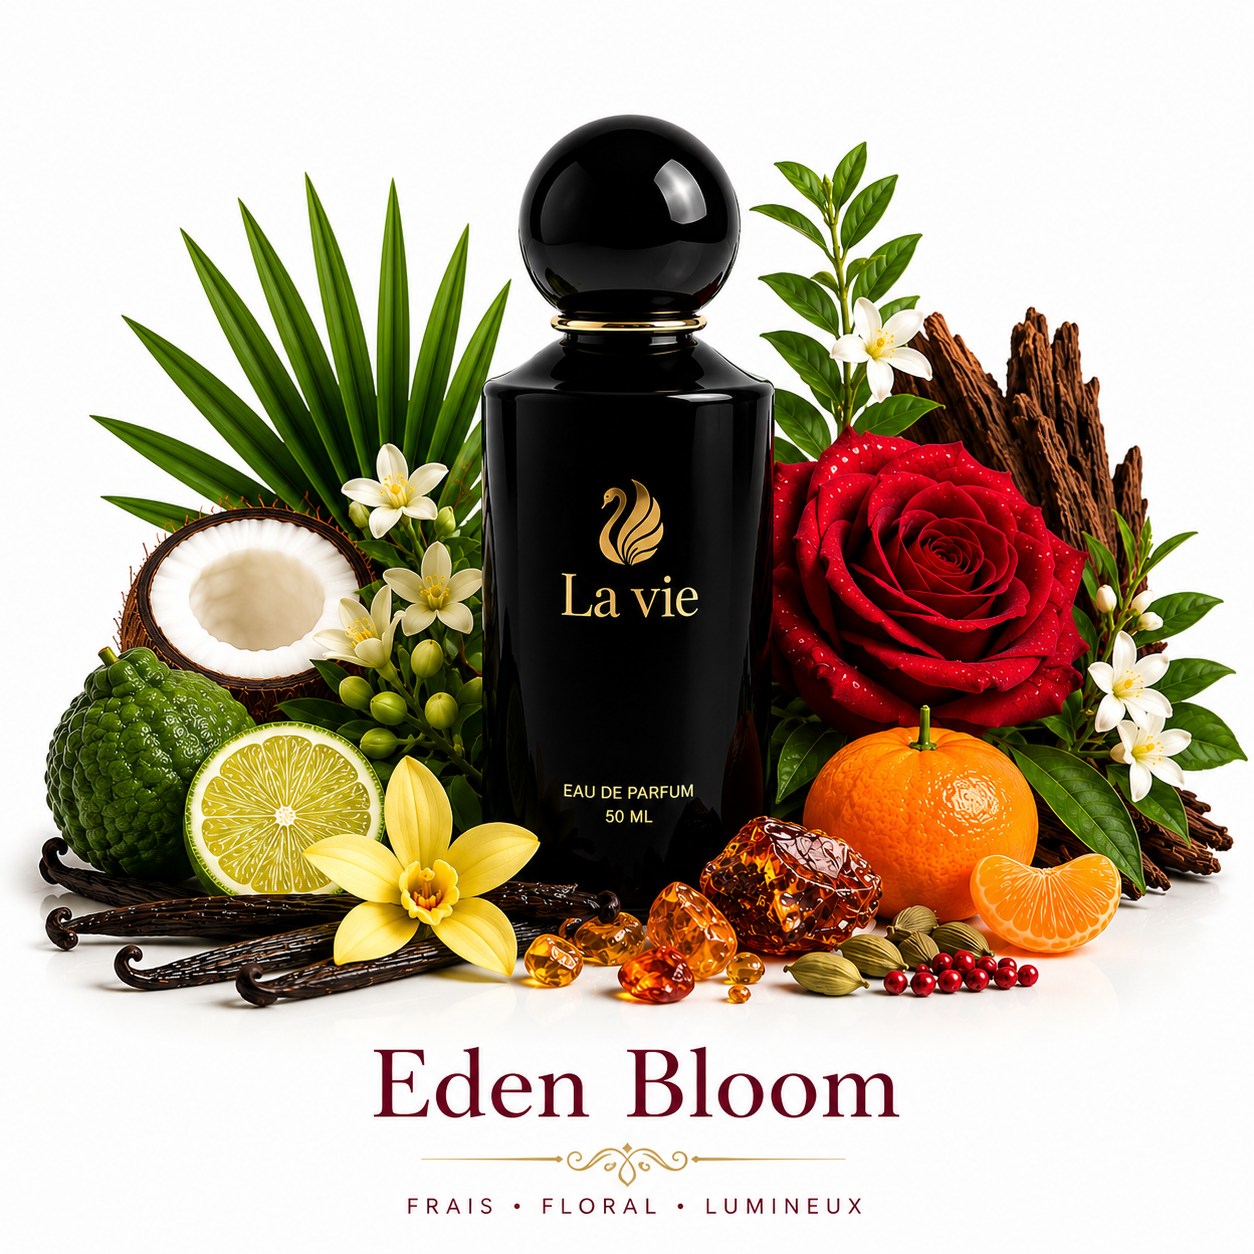 La vie
EAU DE PARFUM
50 ML
Eden Bloom
FRAIS • FLORAL • LUMINEUX